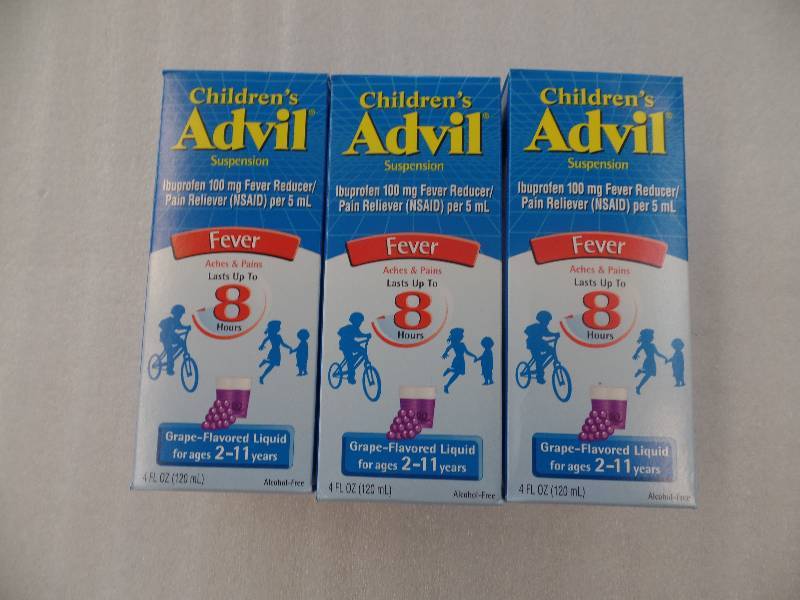 Children's
Advil®
Suspension
Ibuprofen 100 mg Fever Reducer/
Pain Reliever (NSAID) per 5 mL
Fever
Aches & Pains
Lasts Up To
8
Hours
Grape-Flavored Liquid
for ages 2-11 years
4 FL OZ (120 mL)
Alcohol-Free
Children's
Advil®
Suspension
Ibuprofen 100 mg Fever Reducer/
Pain Reliever (NSAID) per 5 mL
Fever
Aches & Pains
Lasts Up To
8
Hours
Grape-Flavored Liquid
for ages 2-11 years
4 FL OZ (120 mL)
Alcohol-Free
Children's
Advil®
Suspension
Ibuprofen 100 mg Fever Reducer/
Pain Reliever (NSAID) per 5 mL
Fever
Aches & Pains
Lasts Up To
8
Hours
Grape-Flavored Liquid
for ages 2-11 years
4 FL OZ (120 mL)
Alcohol-Free